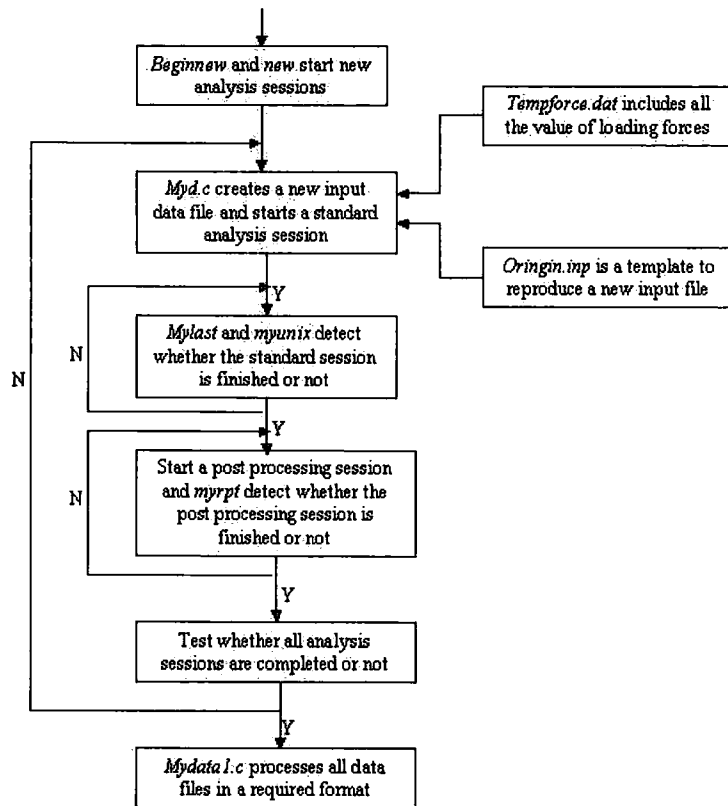 Beginnew and new start new
analysis sessions
Tempforce.dat includes all
the value of loading forces
Myd.c creates a new input
data file and starts a standard
analysis session
Oringin.inp is a template to
reproduce a new input file
Y
Mylast and myunix detect
whether the standard session
is finished or not
N
N
Y
Start a post processing session
and myrpt detect whether the
post processing session is
finished or not
N
Y
Test whether all analysis
sessions are completed or not
Y
Mydata1.c processes all data
files in a required format